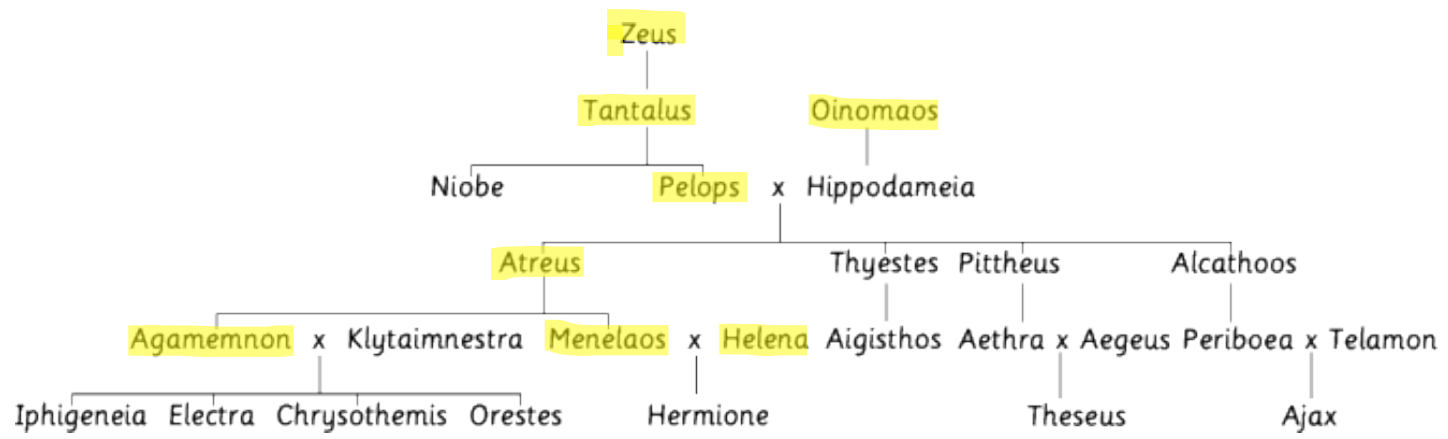 Zeus
Tantalus Oinomaos
Niobe Pelops x Hippodameia
Atreus Thyestes Pittheus Alcathoos
Agamemnon x Klytaimnestra Menelaos x Helena Aigisthos Aethra x Aegeus Periboea x Telamon
Iphigeneia Electra Chrysothemis Orestes Hermione Theseus Ajax